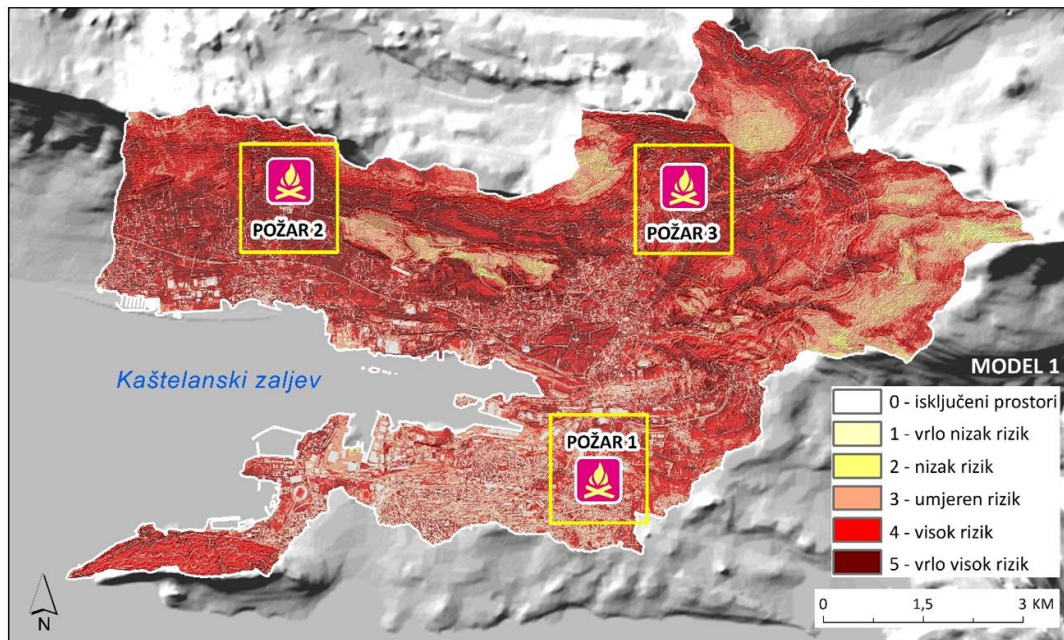 POŽAR 2
POŽAR 3
Kaštelanski zaljev
POŽAR 1
MODEL 1
0 - isključeni prostori
1 - vrlo nizak rizik
2 - nizak rizik
3 - umjeren rizik
4 - visok rizik
5 - vrlo visok rizik
N
0 1,5 3 KM